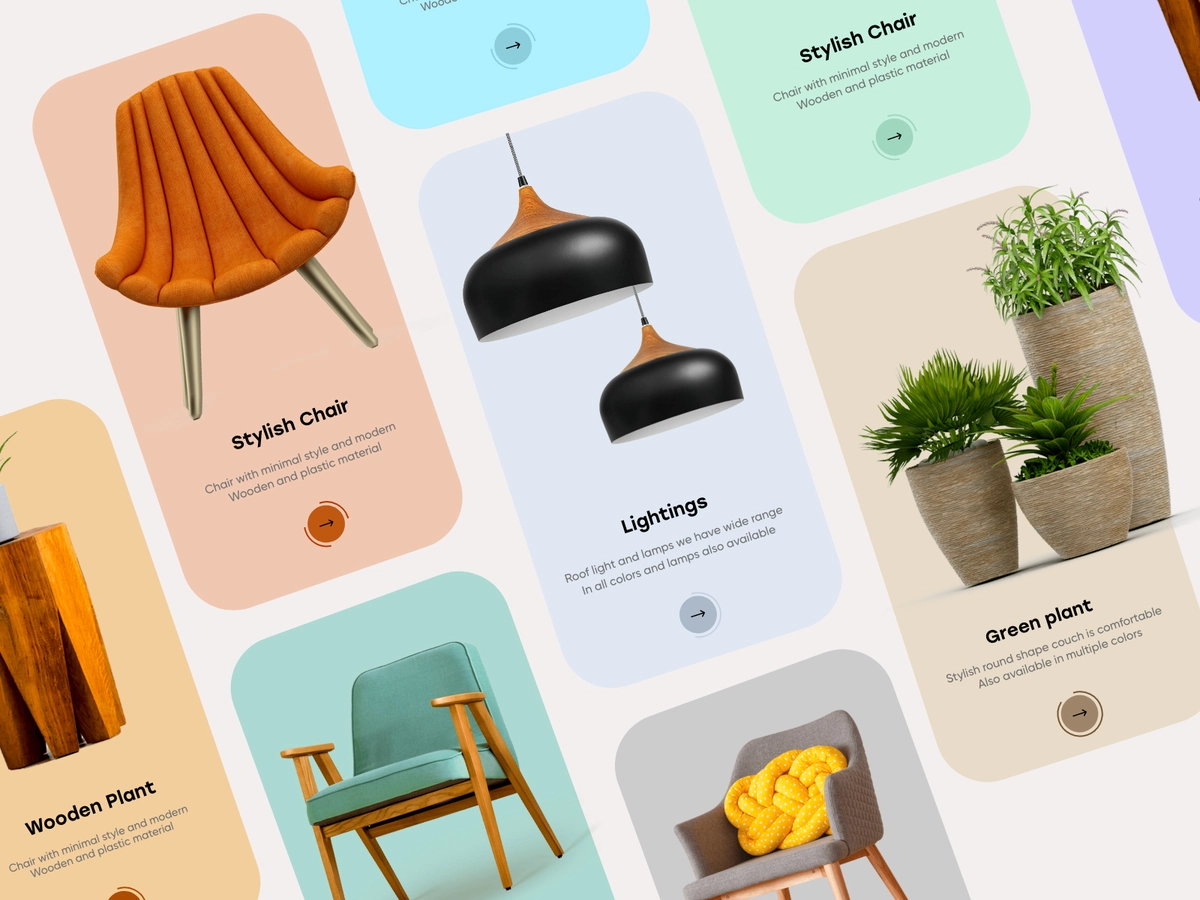 Wooden
Stylish Chair
Chair with minimal style and modern
Wooden and plastic material
Stylish Chair
Chair with minimal style and modern
Wooden and plastic material
Lightings
Roof light and lamps we have wide range
In all colors and lamps also available
Green plant
Stylish round shape couch is comfortable
Also available in multiple colors
Wooden Plant
Chair with minimal style and modern
Wooden and plastic material